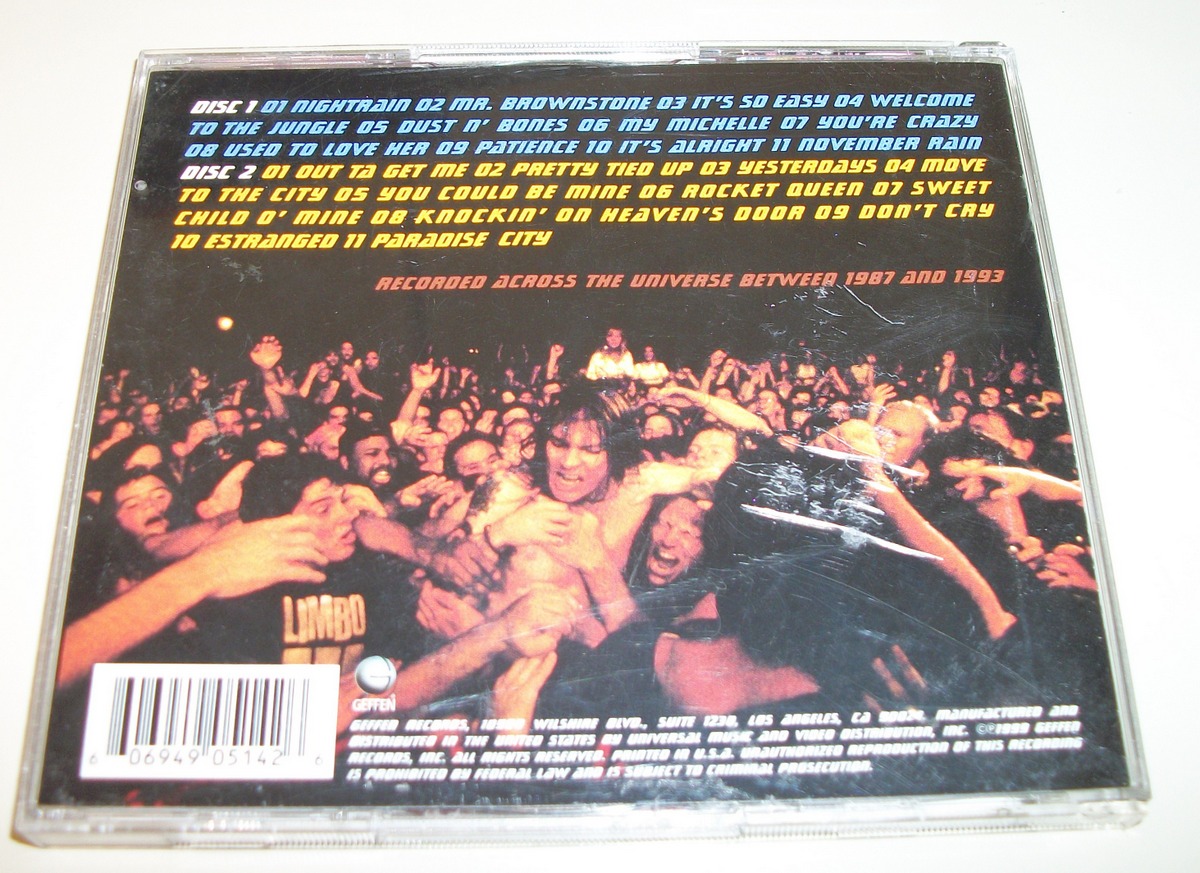 DISC 1 01 NIGHTRAIN 02 MR. BROWNSTONE 03 IT'S SO EASY 04 WELCOME
TO THE JUNGLE 05 DUST N' BONES 06 MY MICHELLE 07 YOU'RE CRAZY
08 USED TO LOVE HER 09 PATIENCE 10 IT'S ALRIGHT 11 NOVEMBER RAIN
DISC 2 01 OUT TA GET ME 02 PRETTY TIED UP 03 YESTERDAYS 04 MOVE
TO THE CITY 05 YOU COULD BE MINE 06 ROCKET QUEEN 07 SWEET
CHILD O' MINE 08 KNOCKIN' ON HEAVEN'S DOOR 09 DON'T CRY
10 ESTRANGED 11 PARADISE CITY
RECORDED ACROSS THE UNIVERSE BETWEEN 1987 AND 1993
LIMBO
GEFFEN
6 06949 05142 6
GEFFEN RECORDS, WILSHIRE BLVD., SUITE 1230, LOS ANGELES, CA 90024. MANUFACTURED AND
DISTRIBUTED IN THE UNITED STATES BY UNIVERSAL MUSIC AND VIDEO DISTRIBUTION, INC. ©℗1999 GEFFEN
RECORDS, INC. ALL RIGHTS RESERVED. PRINTED IN U.S.A. UNAUTHORIZED REPRODUCTION OF THIS RECORDING
IS PROHIBITED BY FEDERAL LAW AND IS SUBJECT TO CRIMINAL PROSECUTION.